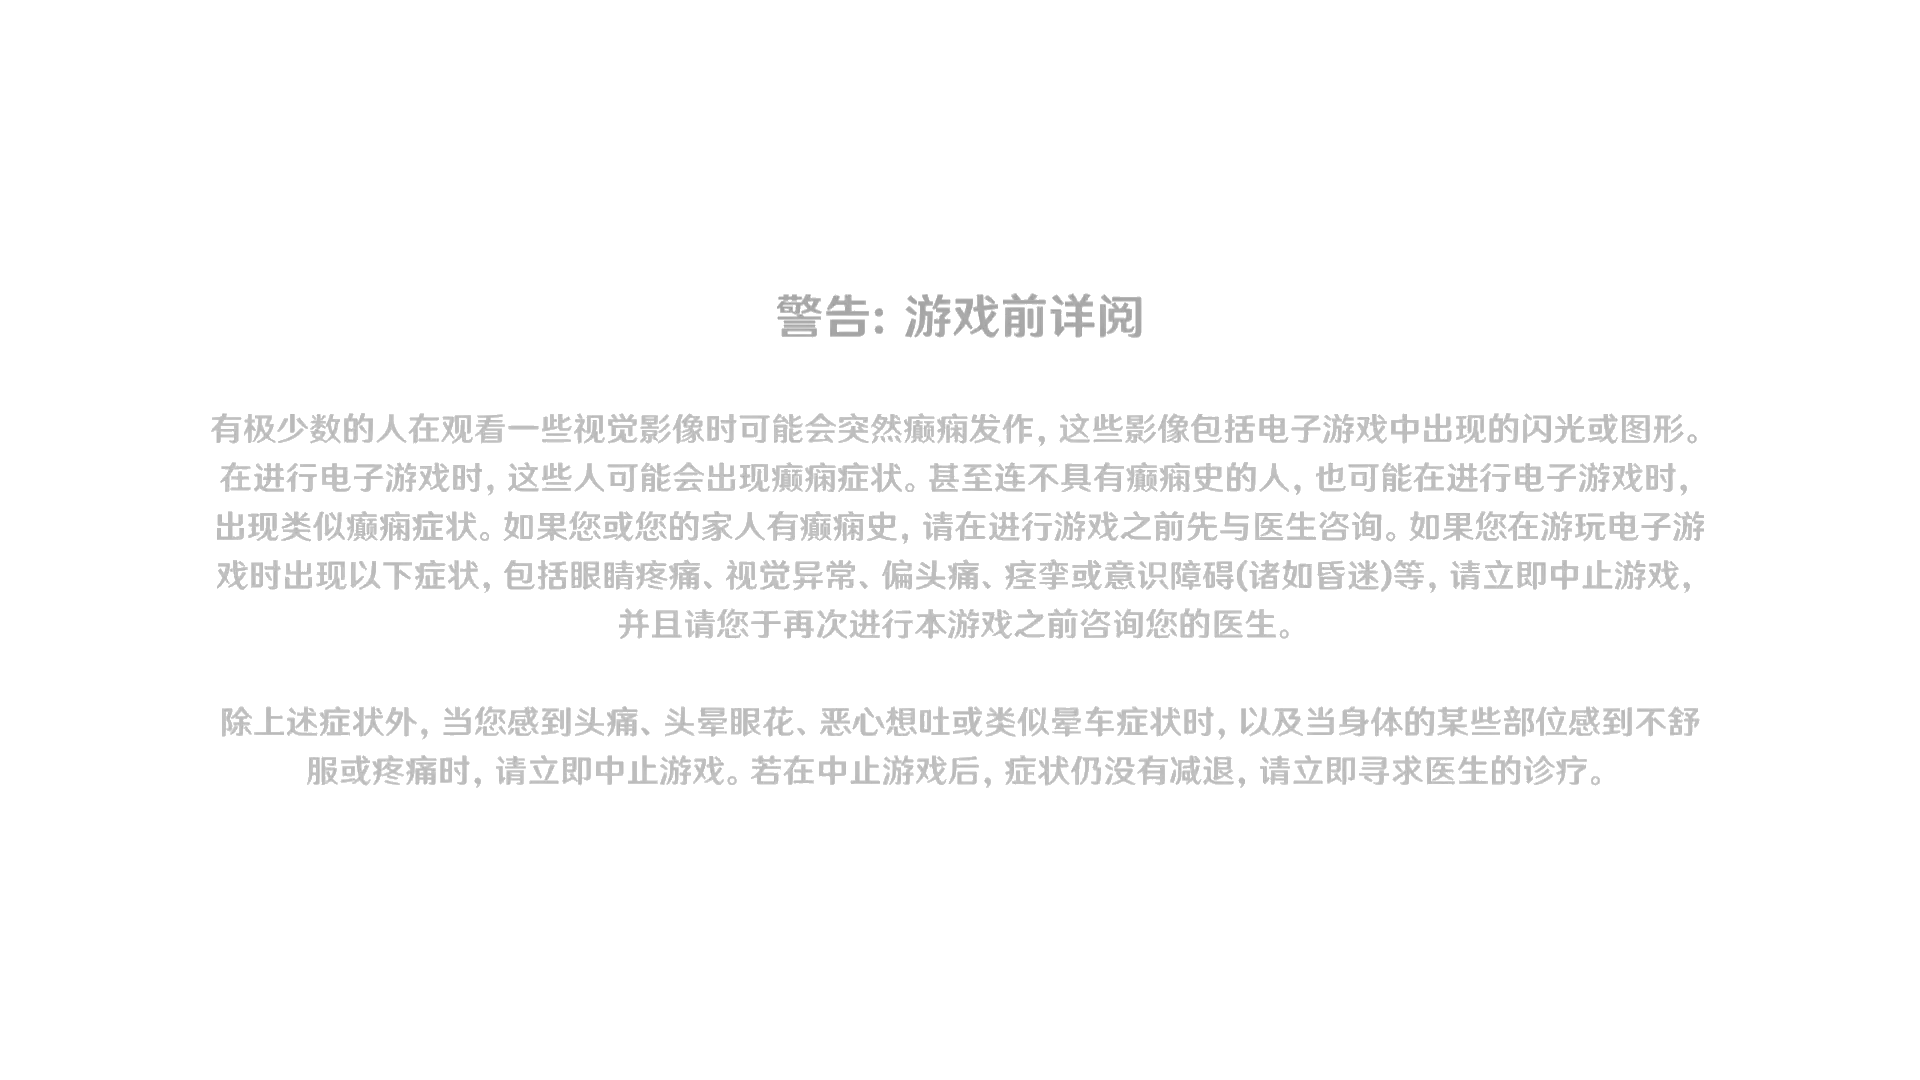 警告: 游戏前详阅
有极少数的人在观看一些视觉影像时可能会突然癫痫发作, 这些影像包括电子游戏中出现的闪光或图形。
在进行电子游戏时, 这些人可能会出现癫痫症状。甚至连不具有癫痫史的人, 也可能在进行电子游戏时,
出现类似癫痫症状。如果您或您的家人有癫痫史, 请在进行游戏之前先与医生咨询。如果您在游玩电子游
戏时出现以下症状, 包括眼睛疼痛、视觉异常、偏头痛、痉挛或意识障碍(诸如昏迷)等, 请立即中止游戏,
并且请您于再次进行本游戏之前咨询您的医生。
除上述症状外, 当您感到头痛、头晕眼花、恶心想吐或类似晕车症状时, 以及当身体的某些部位感到不舒
服或疼痛时, 请立即中止游戏。若在中止游戏后, 症状仍没有减退, 请立即寻求医生的诊疗。